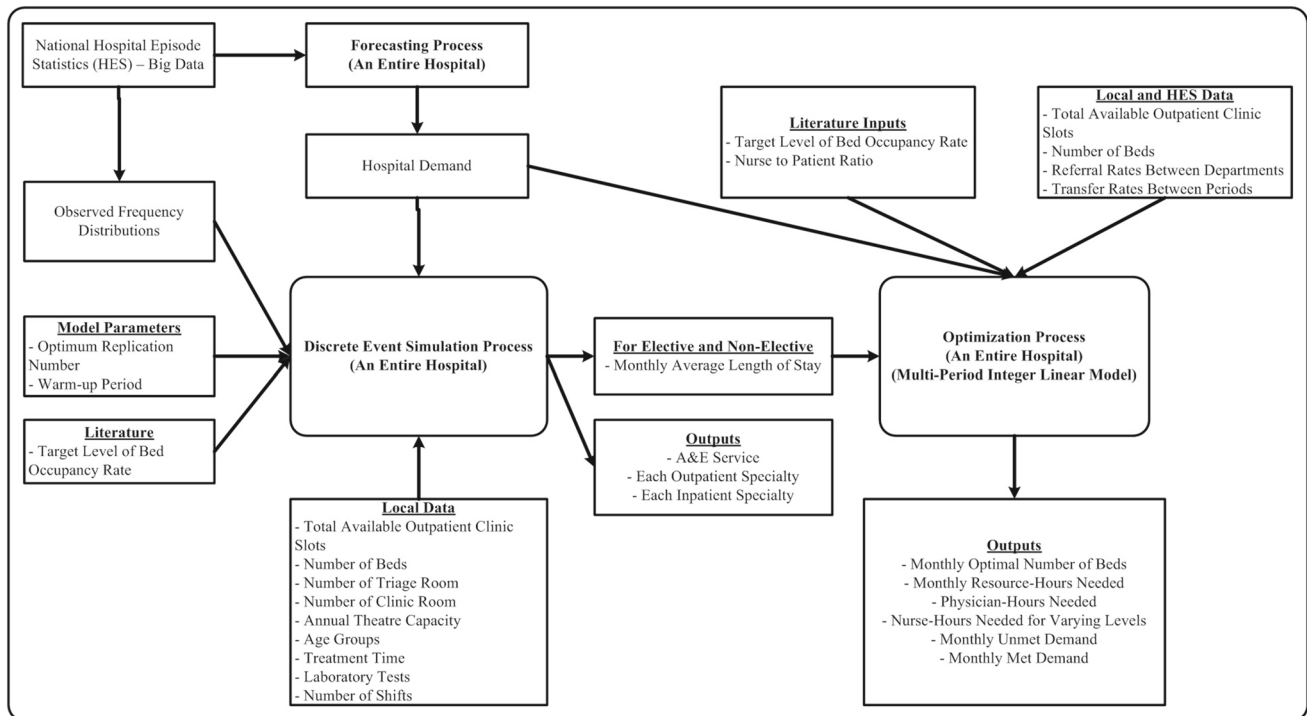 National Hospital Episode
Statistics (HES) – Big Data
Forecasting Process
(An Entire Hospital)
Hospital Demand
Observed Frequency
Distributions
Literature Inputs
- Target Level of Bed Occupancy Rate
- Nurse to Patient Ratio
Local and HES Data
- Total Available Outpatient Clinic
Slots
- Number of Beds
- Referral Rates Between Departments
- Transfer Rates Between Periods
Model Parameters
- Optimum Replication
Number
- Warm-up Period
Literature
- Target Level of Bed
Occupancy Rate
Discrete Event Simulation Process
(An Entire Hospital)
For Elective and Non-Elective
- Monthly Average Length of Stay
Optimization Process
(An Entire Hospital)
(Multi-Period Integer Linear Model)
Outputs
- A&E Service
- Each Outpatient Specialty
- Each Inpatient Specialty
Local Data
- Total Available Outpatient Clinic
Slots
- Number of Beds
- Number of Triage Room
- Number of Clinic Room
- Annual Theatre Capacity
- Age Groups
- Treatment Time
- Laboratory Tests
- Number of Shifts
Outputs
- Monthly Optimal Number of Beds
- Monthly Resource-Hours Needed
- Physician-Hours Needed
- Nurse-Hours Needed for Varying Levels
- Monthly Unmet Demand
- Monthly Met Demand